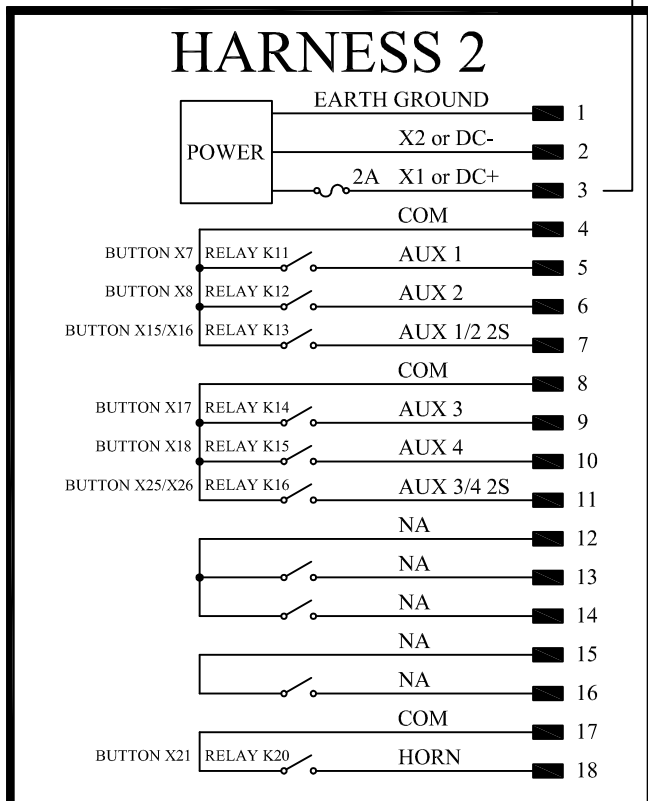 HARNESS 2
POWER
EARTH GROUND 1
X2 or DC- 2
2A X1 or DC+ 3
COM 4
BUTTON X7 RELAY K11 AUX 1 5
BUTTON X8 RELAY K12 AUX 2 6
BUTTON X15/X16 RELAY K13 AUX 1/2 2S 7
COM 8
BUTTON X17 RELAY K14 AUX 3 9
BUTTON X18 RELAY K15 AUX 4 10
BUTTON X25/X26 RELAY K16 AUX 3/4 2S 11
NA 12
NA 13
NA 14
NA 15
NA 16
COM 17
BUTTON X21 RELAY K20 HORN 18